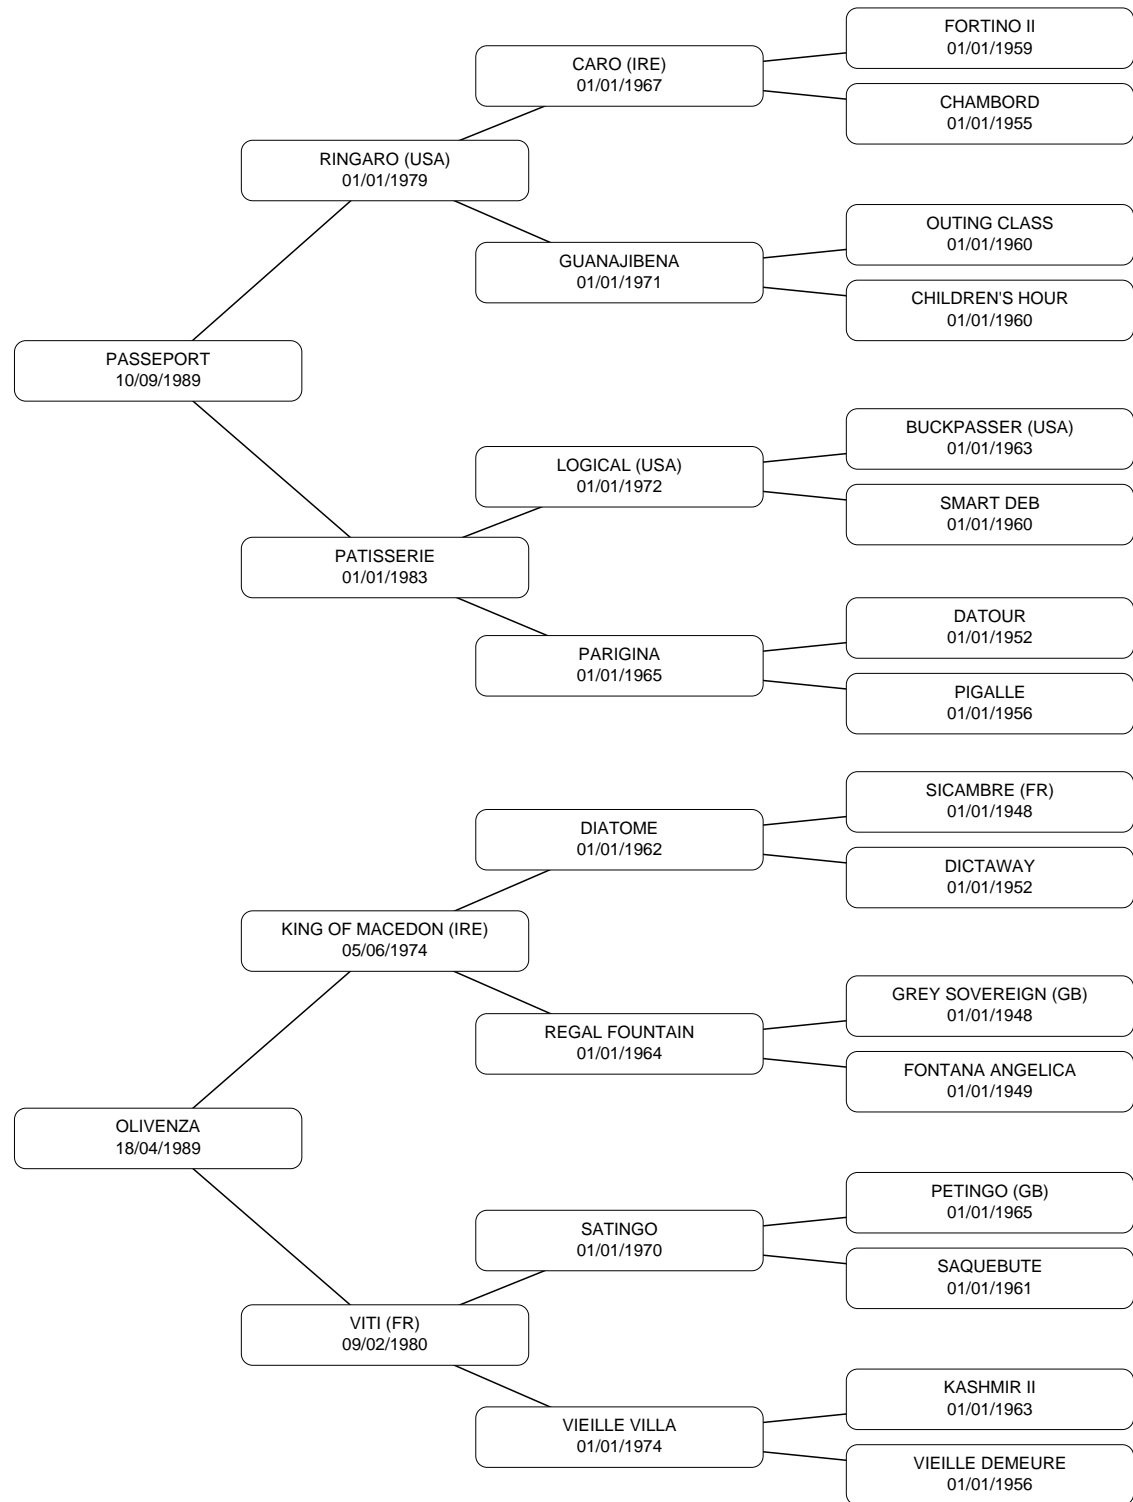 FORTINO II
01/01/1959
CARO (IRE)
01/01/1967
CHAMBORD
01/01/1955
RINGARO (USA)
01/01/1979
OUTING CLASS
01/01/1960
GUANAJIBENA
01/01/1971
CHILDREN'S HOUR
01/01/1960
PASSEPORT
10/09/1989
BUCKPASSER (USA)
01/01/1963
LOGICAL (USA)
01/01/1972
SMART DEB
01/01/1960
PATISSERIE
01/01/1983
DATOUR
01/01/1952
PARIGINA
01/01/1965
PIGALLE
01/01/1956
SICAMBRE (FR)
01/01/1948
DIATOME
01/01/1962
DICTAWAY
01/01/1952
KING OF MACEDON (IRE)
05/06/1974
GREY SOVEREIGN (GB)
01/01/1948
REGAL FOUNTAIN
01/01/1964
FONTANA ANGELICA
01/01/1949
OLIVENZA
18/04/1989
PETINGO (GB)
01/01/1965
SATINGO
01/01/1970
SAQUEBUTE
01/01/1961
VITI (FR)
09/02/1980
KASHMIR II
01/01/1963
VIEILLE VILLA
01/01/1974
VIEILLE DEMEURE
01/01/1956